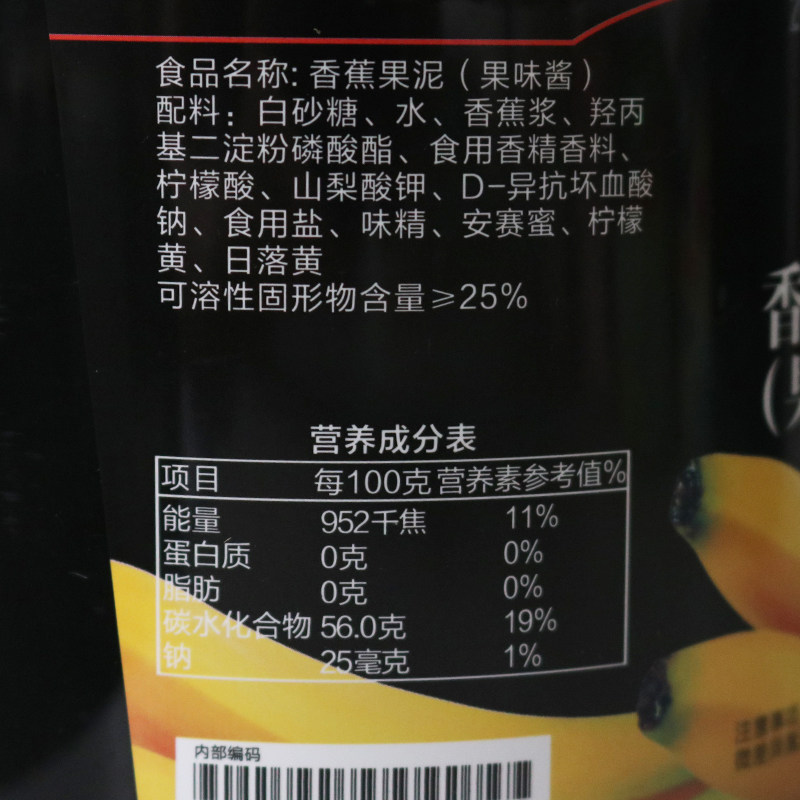 食品名称: 香蕉果泥（果味酱）
配料：白砂糖、水、香蕉浆、羟丙
基二淀粉磷酸酯、食用香精香料、
柠檬酸、山梨酸钾、D-异抗坏血酸
钠、食用盐、味精、安赛蜜、柠檬
黄、日落黄
可溶性固形物含量≥25%
营养成分表
项目 每100克 营养素参考值%
能量 952千焦 11%
蛋白质 0克 0%
脂肪 0克 0%
碳水化合物 56.0克 19%
钠 25毫克 1%
内部编码